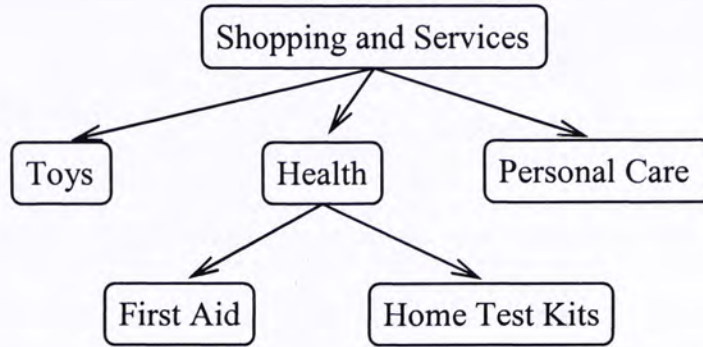 Shopping and Services
Toys
Health
Personal Care
First Aid
Home Test Kits